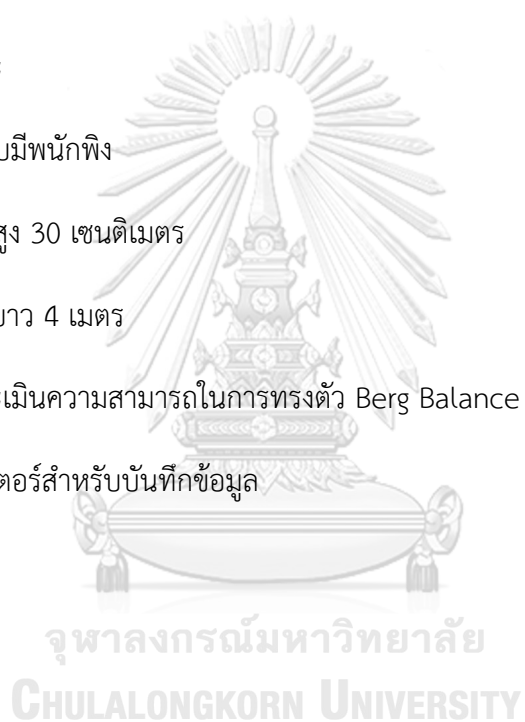 บมีพนักพิง
สูง 30 เซนติเมตร
ยาว 4 เมตร
ะเมินความสามารถในการทรงตัว Berg Balance
ตอร์สำหรับบันทึกข้อมูล
จุฬาลงกรณ์มหาวิทยาลัย
CHULALONGKORN UNIVERSITY